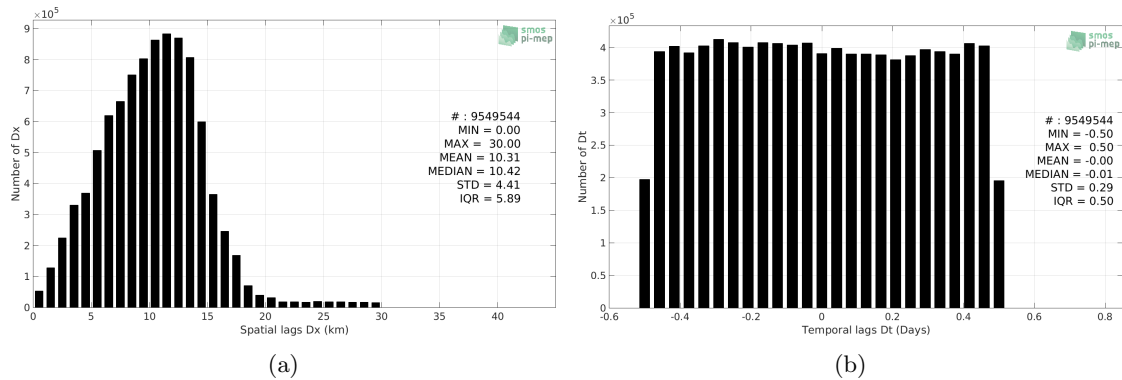 ×10⁵
9
8
7
6
5
4
3
2
1
0
Number of Dx
0
5
10
15
20
25
30
40
Spatial lags Dx (km)
smos
pi-mep
# : 9549544
MIN = 0.00
MAX = 30.00
MEAN = 10.31
MEDIAN = 10.42
STD = 4.41
IQR = 5.89
(a)
×10⁵
4
3.5
3
2.5
2
1.5
1
0.5
0
Number of Dt
-0.6
-0.4
-0.2
0
0.2
0.4
0.6
0.8
Temporal lags Dt (Days)
smos
pi-mep
# : 9549544
MIN = -0.50
MAX = 0.50
MEAN = -0.00
MEDIAN = -0.01
STD = 0.29
IQR = 0.50
(b)